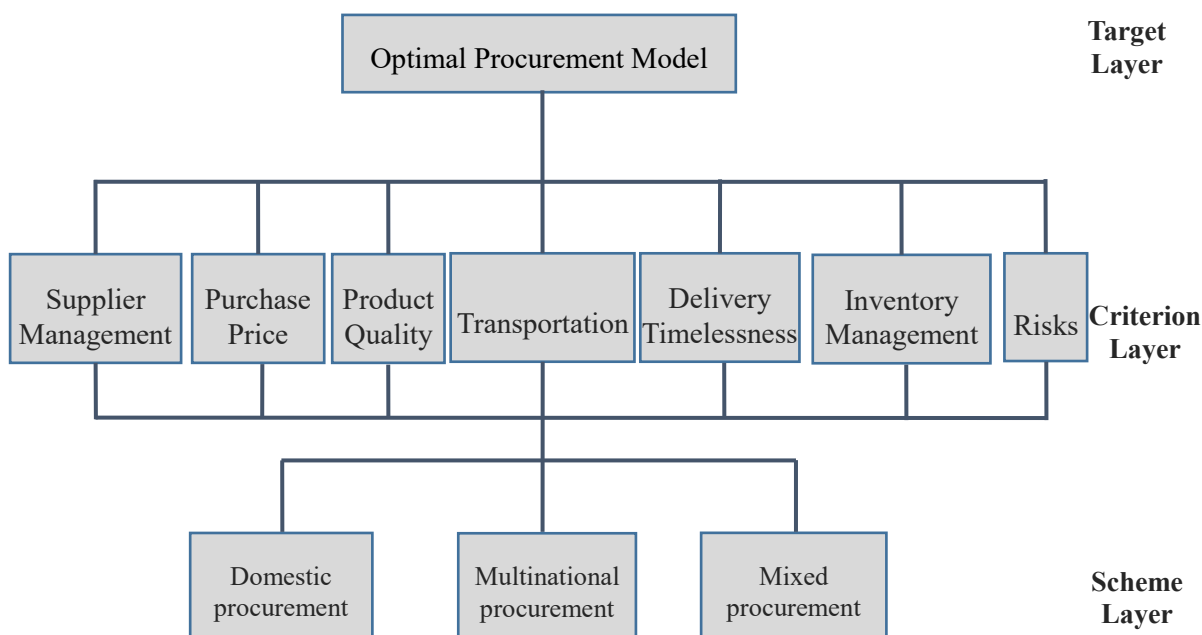 Optimal Procurement Model
Target
Layer
Supplier
Management
Purchase
Price
Product
Quality
Transportation
Delivery
Timelessness
Inventory
Management
Risks
Criterion
Layer
Domestic
procurement
Multinational
procurement
Mixed
procurement
Scheme
Layer